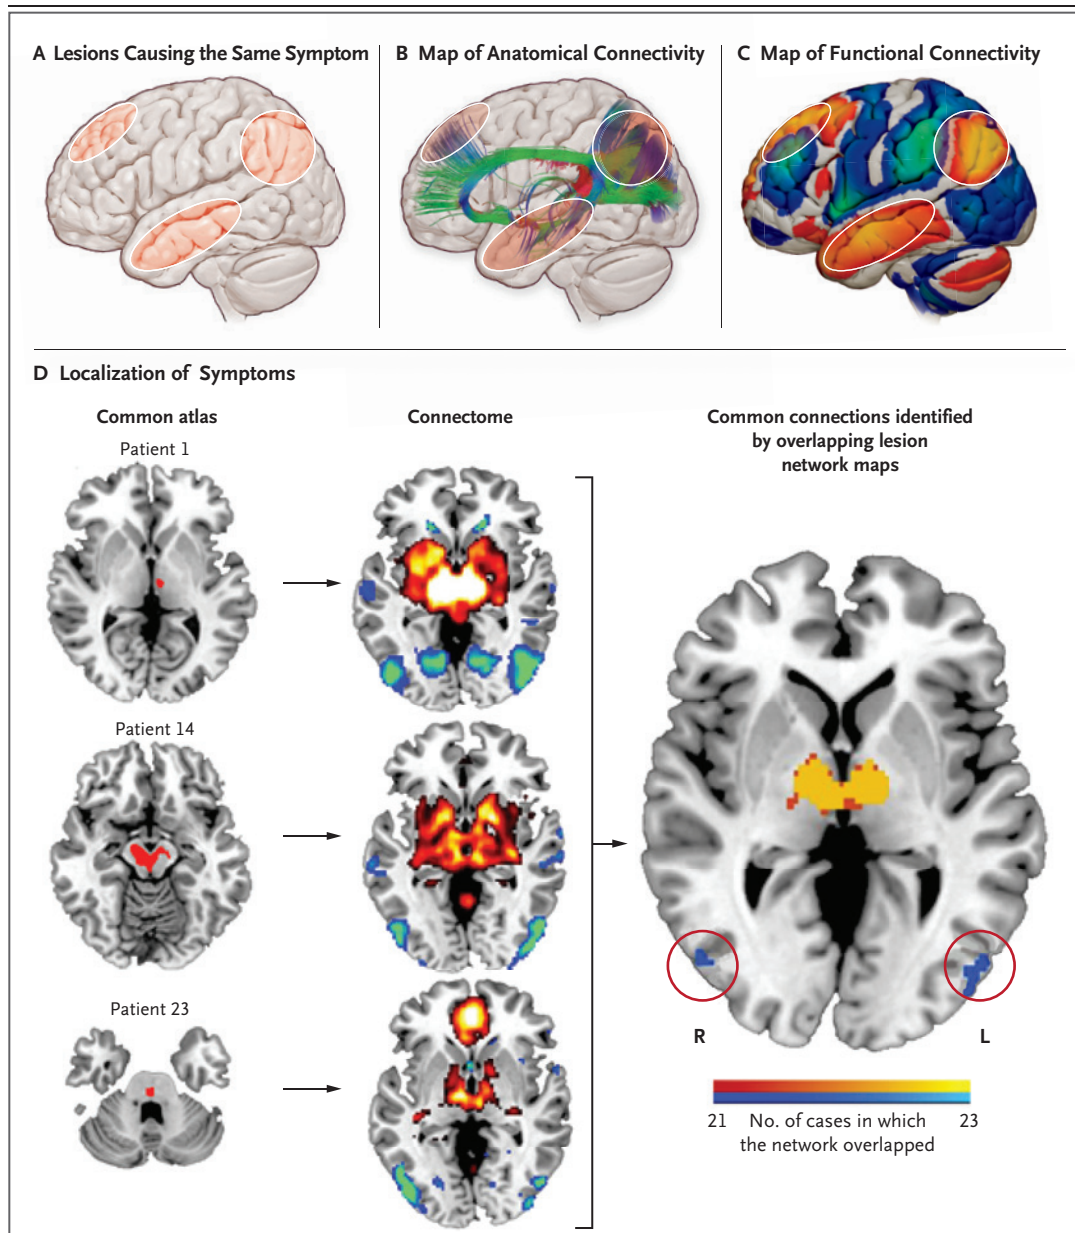 A Lesions Causing the Same Symptom
B Map of Anatomical Connectivity
C Map of Functional Connectivity
D Localization of Symptoms
Common atlas
Connectome
Common connections identified
by overlapping lesion
network maps
Patient 1
Patient 14
Patient 23
R
L
21 No. of cases in which 23
the network overlapped